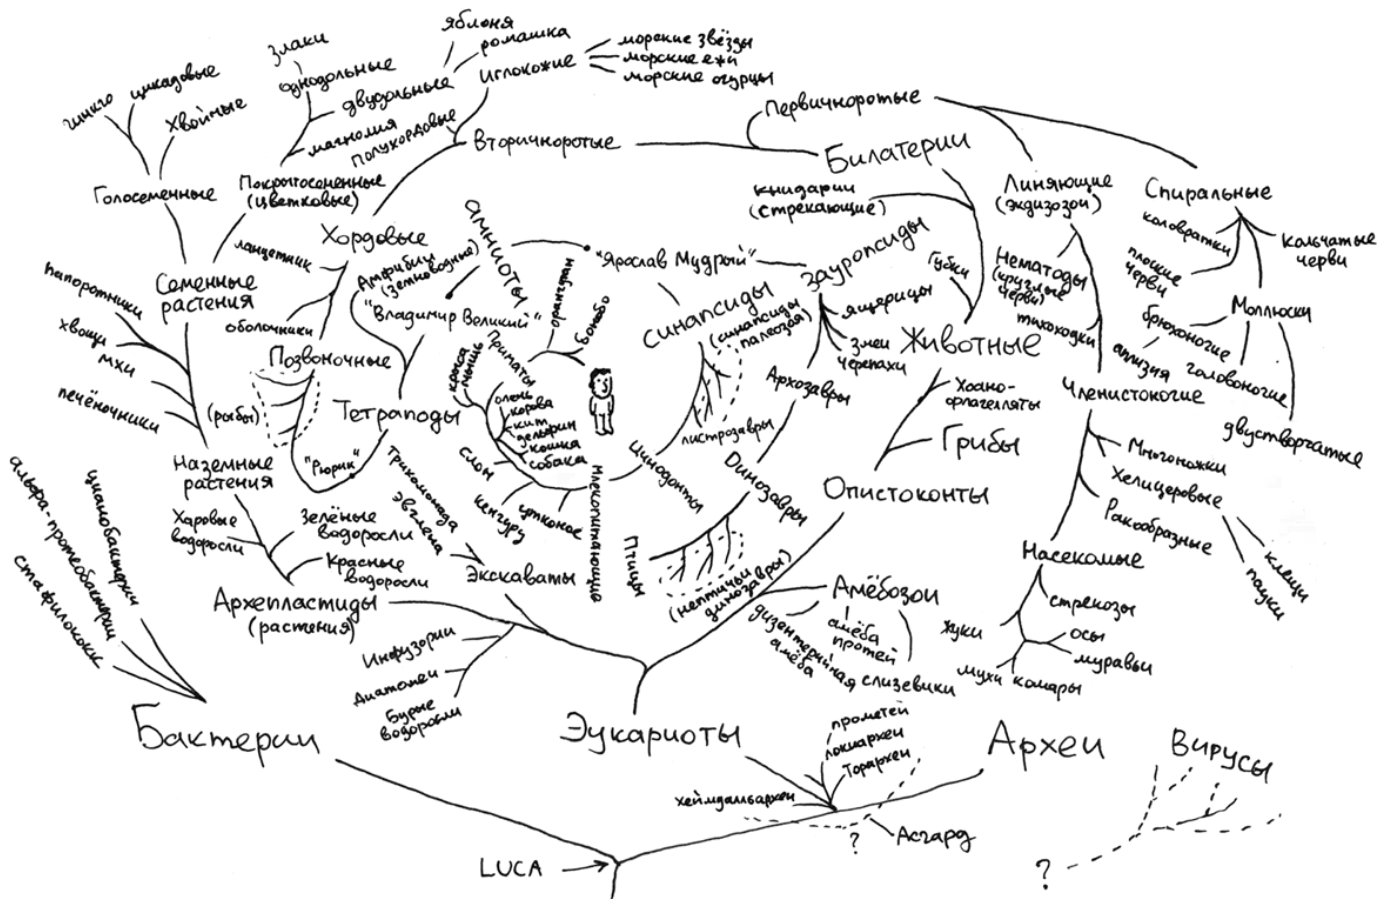 яблоня
ромашка
злаки
однодольные
двудольные
магнолия
полухордовые
Иглокожие
морские звёзды
морские ежи
морские огурцы
гинкго
цикадовые
хвойные
Голосеменные
Покрытосеменные
(цветковые)
Вторичноротые
Первичноротые
Билатерии
книдарии
(стрекающие)
Линяющие
(экдизозои)
Спиральные
коловратки
плоские
черви
кольчатые
черви
Моллюски
брюхоногие
аплизия
головоногие
двустворчатые
Нематоды
(круглые
черви)
тихоходки
Членистоногие
Многоножки
Хелицеровые
Ракообразные
клещи
пауки
Насекомые
стрекозы
жуки
осы
муравьи
мухи
комары
Хордовые
ланцетник
оболочники
Позвоночные
(рыбы)
"Рюрик"
Тетраподы
Амфибии
(земноводные)
"Владимир Великий"
амниоты
"Ярослав Мудрый"
Зауропсиды
ящерицы
змеи
черепахи
Архозавры
Динозавры
(нептичьи
динозавры)
Птицы
синапсиды
(синапсиды
палеозоя)
листрозавры
Цинодонты
Млекопитающие
утконос
кенгуру
слон
олень
корова
кит
дельфин
кошка
собака
крыса
мышь
Приматы
орангутан
бонобо
Семенные
растения
папоротники
хвощи
мхи
печёночники
Наземные
растения
Харовые
водоросли
Зелёные
водоросли
Красные
водоросли
Архепластиды
(растения)
Трихомонада
эвглена
Экскаваты
Инфузории
Диатомеи
Бурые
водоросли
Губки
Животные
Хоано-
флагелляты
Грибы
Опистоконты
Амёбозои
дизентерийная
амёба
амёба
протей
слизевики
цианобактерии
альфа-протеобактерии
стафилококк
Бактерии
Эукариоты
Археи
Вирусы
?
прометей
локиархеи
Торархеи
хеймдалльархеи
?
Асгард
LUCA